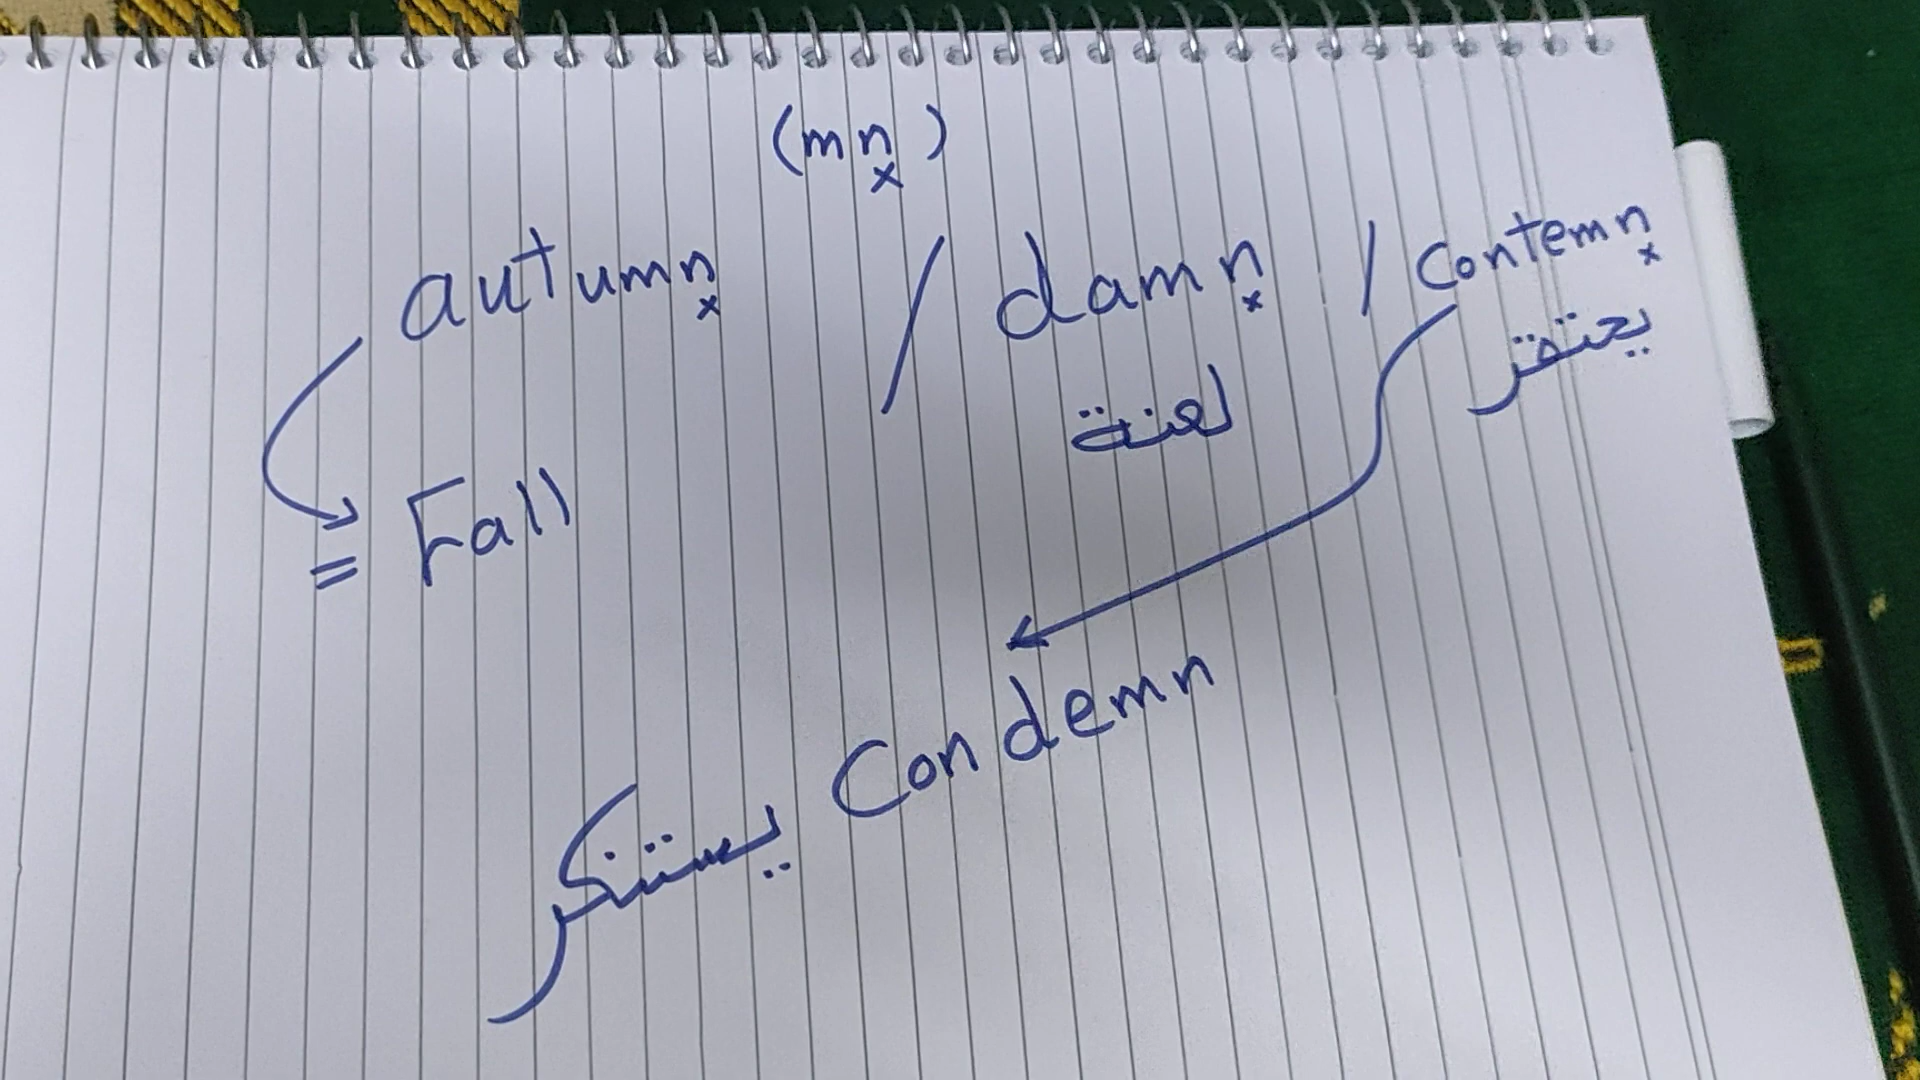 (mn)
x
autumn / damn / Contemn
x x x
لعنة يحتقر
= Fall
Condemn يستنكر